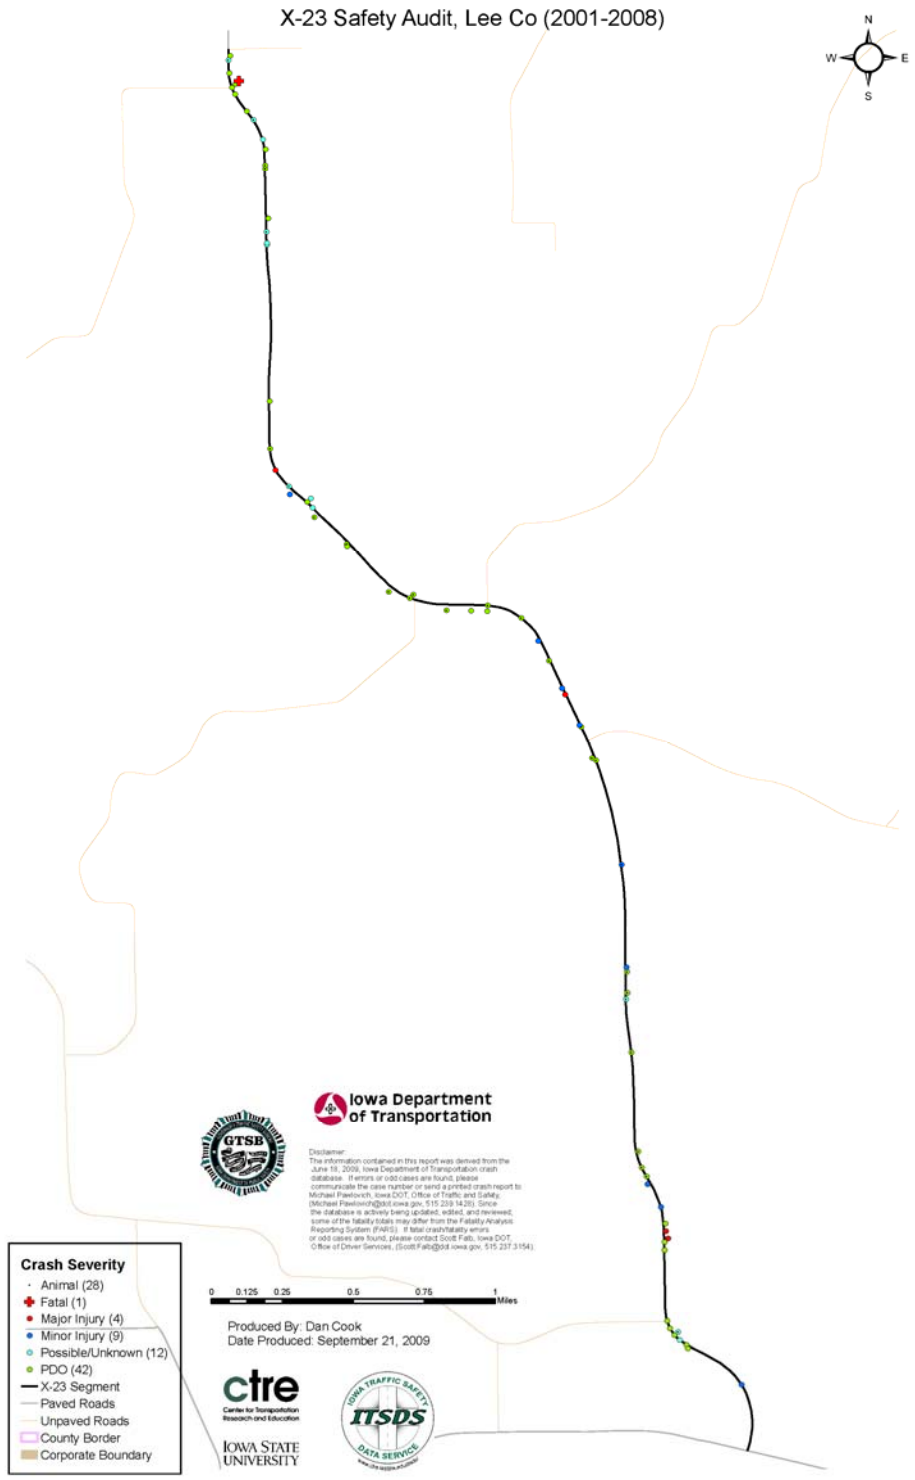 X-23 Safety Audit, Lee Co (2001-2008)
N
W
E
S
Iowa Department
of Transportation
GTSB
Disclaimer:
The information contained in this report was derived from the
June 18, 2009, Iowa Department of Transportation crash
database. If errors or odd cases are found, please
communicate the case number or send a printed crash report to
Michael Pawlovich, Iowa DOT, Office of Traffic and Safety,
(Michael.Pawlovich@dot.iowa.gov, 515.239.1428). Since
the database is actively being updated, edited, and reviewed,
some of the fatality totals may differ from the Fatality Analysis
Reporting System (FARS). If fatal crash/fatality errors
or odd cases are found, please contact Scott Falb, Iowa DOT,
Office of Driver Services, (Scott.Falb@dot.iowa.gov, 515.237.3154).
Crash Severity
Animal (28)
Fatal (1)
Major Injury (4)
Minor Injury (9)
Possible/Unknown (12)
PDO (42)
X-23 Segment
Paved Roads
Unpaved Roads
County Border
Corporate Boundary
0 0.125 0.25 0.5 0.75 1
Miles
Produced By: Dan Cook
Date Produced: September 21, 2009
ctre
Center for Transportation
Research and Education
IOWA STATE
UNIVERSITY
IOWA TRAFFIC SAFETY
ITSDS
DATA SERVICE